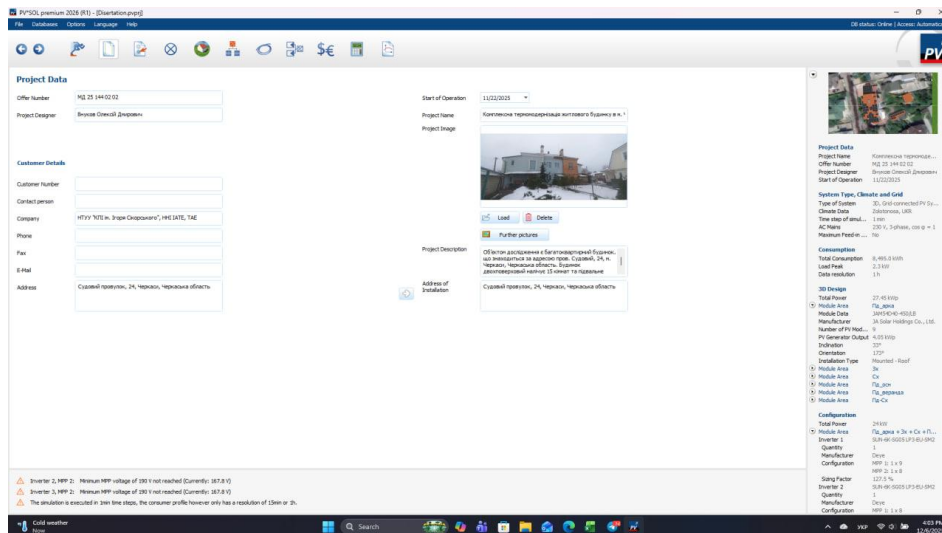 PV*SOL premium 2026 (R1) - [Disertation.pvprj]
File Databases Options Language Help
DB status: Online | Access: Automatic
$€
PV
Project Data
Offer Number МД 25 144 02 02
Project Designer Внуков Олексій Дмирович
Customer Details
Customer Number
Contact person
Company НТУУ "КПІ ім. Ігоря Сікорського", ННІ ІАТЕ, ТАЕ
Phone
Fax
E-Mail
Address Судовий провулок, 24, Черкаси, Черкаська область
Start of Operation 11/22/2025
Project Name Комплексна термомодернізація житлового будинку в м.
Project Image
Load Delete
Further pictures
Project Description Об'єктом дослідження є багатоквартирний будинок,
що знаходиться за адресою пров. Судовий, 24, м.
Черкаси, Черкаська область. Будинок
двоповерховий налічує 15 кімнат та підвальне
Address of Installation Судовий провулок, 24, Черкаси, Черкаська область
Project Data
Project Name Комплексна термомоде...
Offer Number МД 25 144 02 02
Project Designer Внуков Олексій Дмирович
Start of Operation 11/22/2025
System Type, Climate and Grid
Type of System 3D, Grid-connected PV Sy...
Climate Data Zolotonosa, UKR
Time step of simul... 1 min
AC Mains 230 V, 3-phase, cos φ = 1
Maximum Feed-in ... No
Consumption
Total Consumption 8,495.0 kWh
Load Peak 2.3 kW
Data resolution 1 h
3D Design
Total Power 27.45 kWp
Module Area Пд_арка
Module Data JAM54D40-450/LB
Manufacturer JA Solar Holdings Co., Ltd.
Number of PV Mod... 9
PV Generator Output 4.05 kWp
Inclination 33°
Orientation 173°
Installation Type Mounted - Roof
Module Area Зх
Module Area Сх
Module Area
Module Area Пд_веранда
Module Area Пд-Сх
Configuration
Total Power 24 kW
Module Area Пд_арка + Зх + Сх + П...
Inverter 1 SUN-6K-SG05LP3-EU-SM2
Quantity 1
Manufacturer Deye
Configuration MPP 1: 1 x 9
MPP 2: 1 x 8
Sizing Factor 127.5 %
Inverter 2 SUN-6K-SG05LP3-EU-SM2
Quantity 1
Manufacturer Deye
Configuration MPP 1: 1 x 8
Inverter 2, MPP 2: Minimum MPP voltage of 190 V not reached (Currently: 167.8 V)
Inverter 3, MPP 2: Minimum MPP voltage of 190 V not reached (Currently: 167.8 V)
The simulation is executed in 1min time steps, the consumer profile however only has a resolution of 15min or 1h.
Cold weather
Now
Search
УКР
4:03 PM